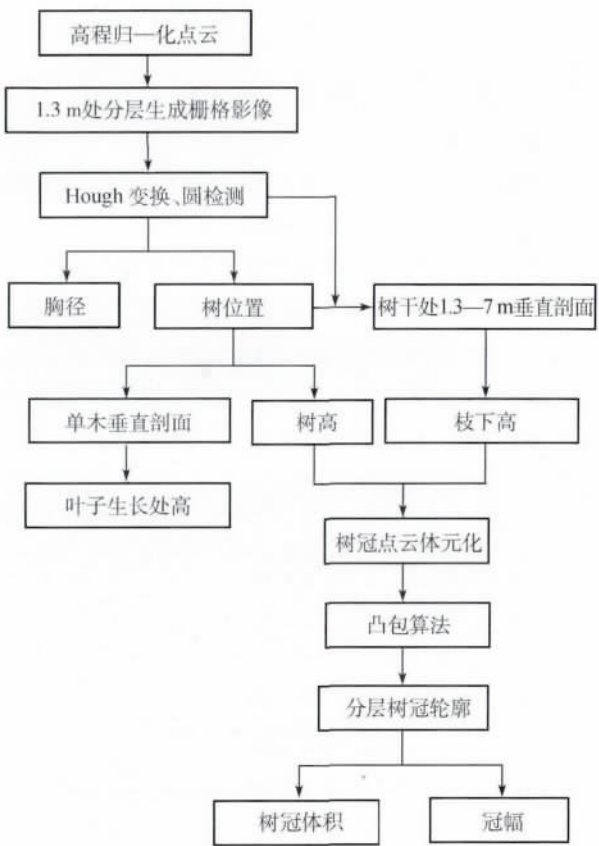 高程归一化点云
1.3 m处分层生成栅格影像
Hough 变换、圆检测
胸径
树位置
树干处1.3—7 m垂直剖面
单木垂直剖面
树高
枝下高
叶子生长处高
树冠点云体元化
凸包算法
分层树冠轮廓
树冠体积
冠幅